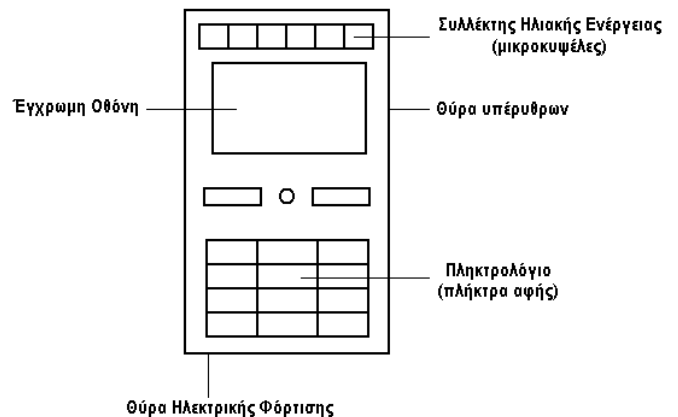 Συλλέκτης Ηλιακής Ενέργειας
(μικροκυψέλες)
Έγχρωμη Οθόνη
Θύρα υπέρυθρων
Πληκτρολόγιο
(πλήκτρα αφής)
Θύρα Ηλεκτρικής Φόρτισης